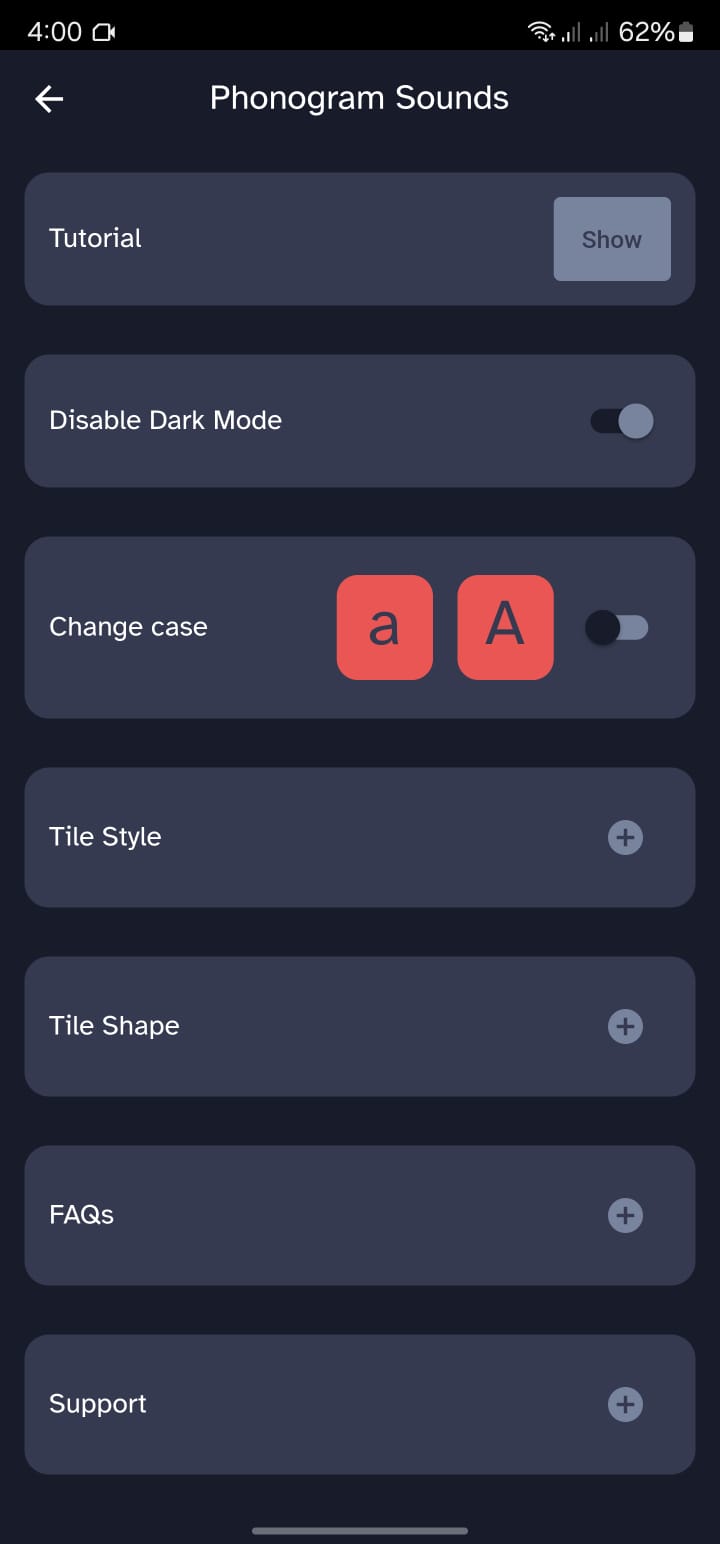 4:00 62%
Phonogram Sounds
Tutorial Show
Disable Dark Mode
Change case a A
Tile Style
Tile Shape
FAQs
Support